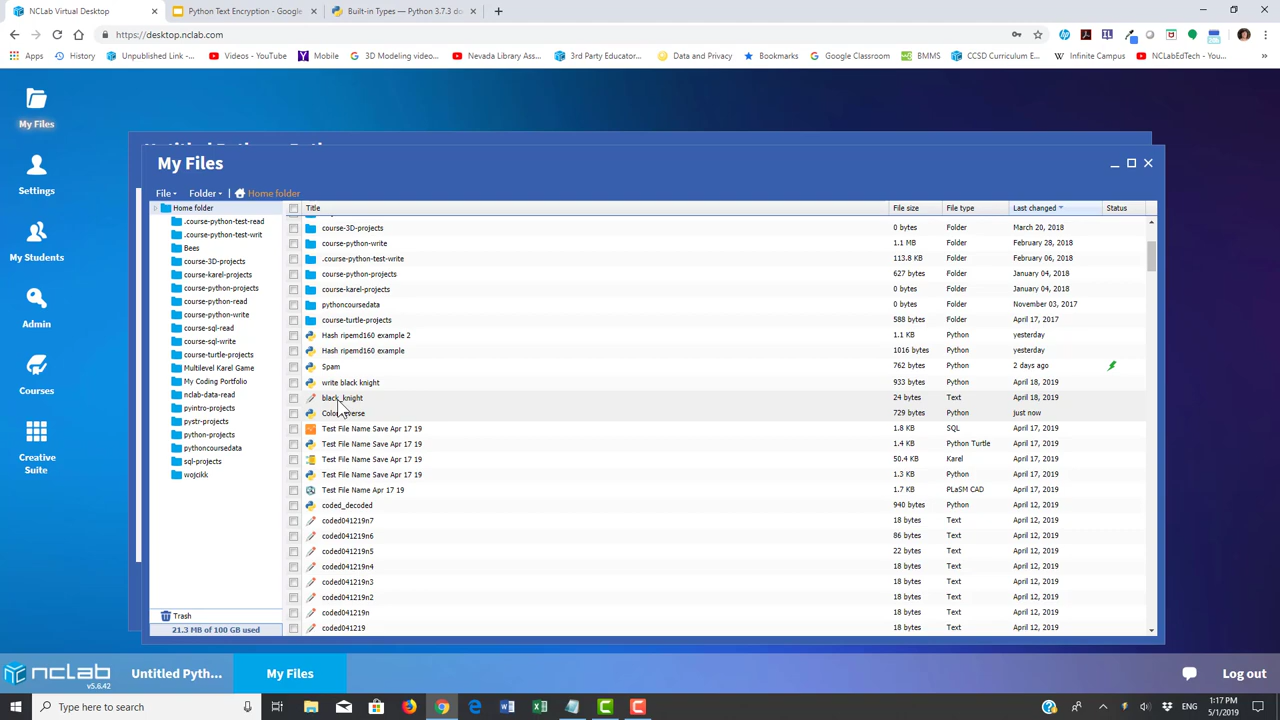 NCLab Virtual Desktop
Python Text Encryption - Google
Built-in Types — Python 3.7.3 do
https://desktop.nclab.com
Apps
History
Unpublished Link -...
Videos - YouTube
Mobile
3D Modeling video...
Nevada Library Ass...
3rd Party Educator...
Data and Privacy
Bookmarks
Google Classroom
BMMS
CCSD Curriculum E...
Infinite Campus
NCLabEdTech - You...
My Files
Settings
My Students
Admin
Courses
Creative
Suite
My Files
File
Folder
Home folder
Home folder
.course-python-test-read
.course-python-test-writ
Bees
course-3D-projects
course-karel-projects
course-python-projects
course-python-read
course-python-write
course-sql-read
course-sql-write
course-turtle-projects
Multilevel Karel Game
My Coding Portfolio
nclab-data-read
pyintro-projects
pystr-projects
python-projects
pythoncoursedata
sql-projects
wojcikk
Trash
21.3 MB of 100 GB used
Title File size File type Last changed Status
course-3D-projects 0 bytes Folder March 20, 2018
course-python-write 1.1 MB Folder February 28, 2018
.course-python-test-write 113.8 KB Folder February 06, 2018
course-python-projects 627 bytes Folder January 04, 2018
course-karel-projects 0 bytes Folder January 04, 2018
pythoncoursedata 0 bytes Folder November 03, 2017
course-turtle-projects 588 bytes Folder April 17, 2017
Hash ripemd160 example 2 1.1 KB Python yesterday
Hash ripemd160 example 1016 bytes Python yesterday
Spam 762 bytes Python 2 days ago
write black knight 933 bytes Python April 18, 2019
black_knight 24 bytes Text April 18, 2019
729 bytes Python just now
Test File Name Save Apr 17 19 1.8 KB SQL April 17, 2019
Test File Name Save Apr 17 19 1.4 KB Python Turtle April 17, 2019
Test File Name Save Apr 17 19 50.4 KB Karel April 17, 2019
Test File Name Save Apr 17 19 1.3 KB Python April 17, 2019
Test File Name Apr 17 19 1.7 KB PLaSM CAD April 17, 2019
coded_decoded 940 bytes Python April 12, 2019
coded041219n7 18 bytes Text April 12, 2019
coded041219n6 86 bytes Text April 12, 2019
coded041219n5 22 bytes Text April 12, 2019
coded041219n4 18 bytes Text April 12, 2019
coded041219n3 18 bytes Text April 12, 2019
coded041219n2 18 bytes Text April 12, 2019
coded041219n 18 bytes Text April 12, 2019
coded041219 18 bytes Text April 12, 2019
nclab
v5.6.42
Untitled Pyth...
My Files
Log out
Type here to search
1:17 PM
5/1/2019